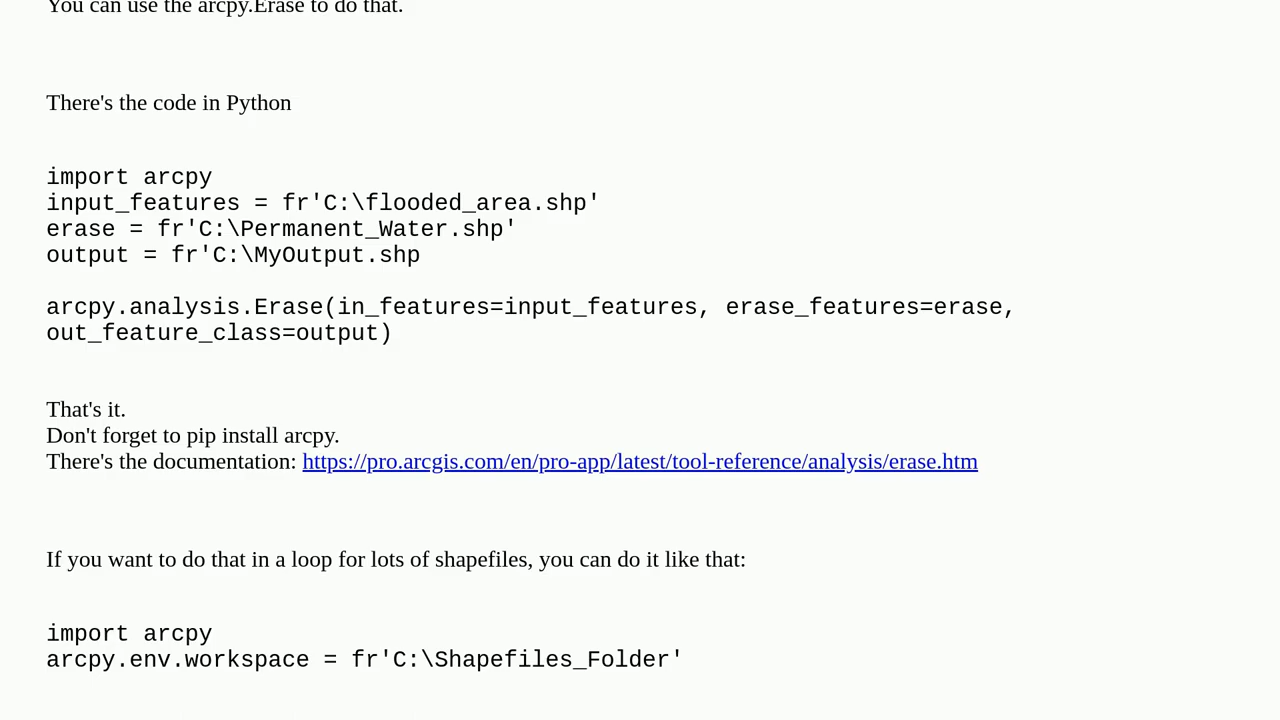 You can use the arcpy.Erase to do that.
There's the code in Python
import arcpy
input_features = fr'C:\flooded_area.shp'
erase = fr'C:\Permanent_Water.shp'
output = fr'C:\MyOutput.shp
arcpy.analysis.Erase(in_features=input_features, erase_features=erase,
out_feature_class=output)
That's it.
Don't forget to pip install arcpy.
There's the documentation: https://pro.arcgis.com/en/pro-app/latest/tool-reference/analysis/erase.htm
If you want to do that in a loop for lots of shapefiles, you can do it like that:
import arcpy
arcpy.env.workspace = fr'C:\Shapefiles_Folder'